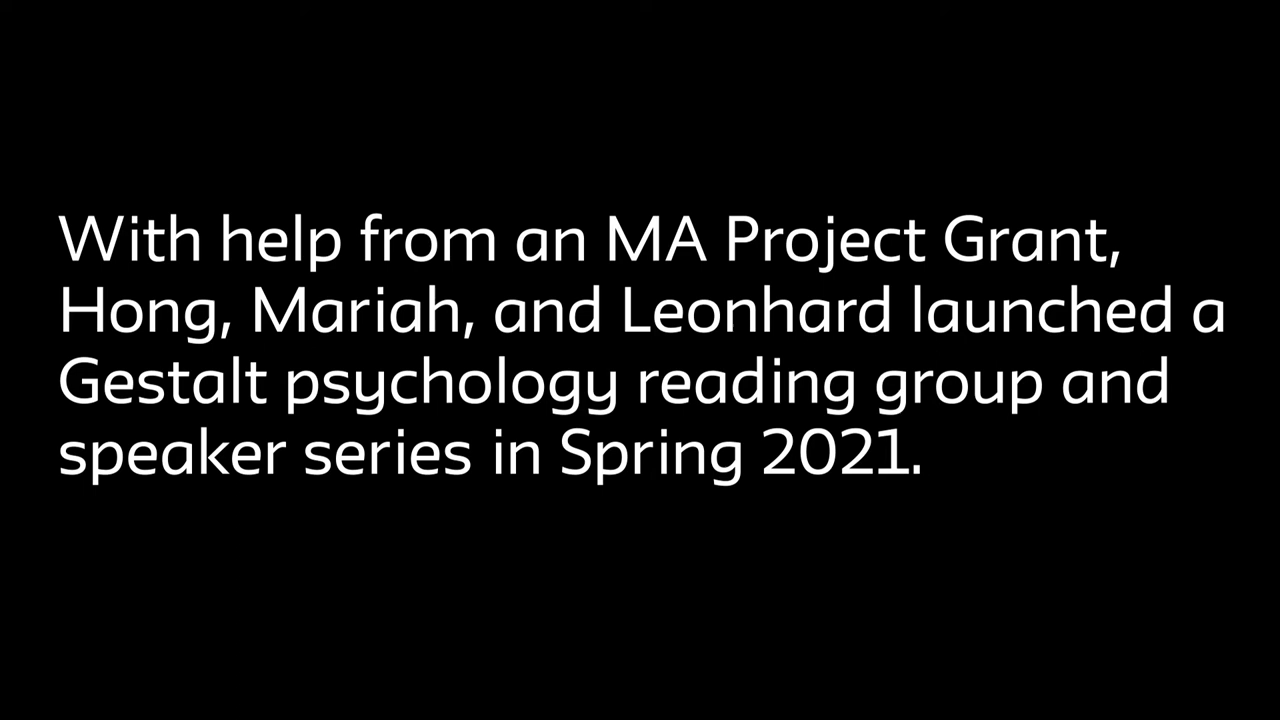 With help from an MA Project Grant,
Hong, Mariah, and Leonhard launched a
Gestalt psychology reading group and
speaker series in Spring 2021.